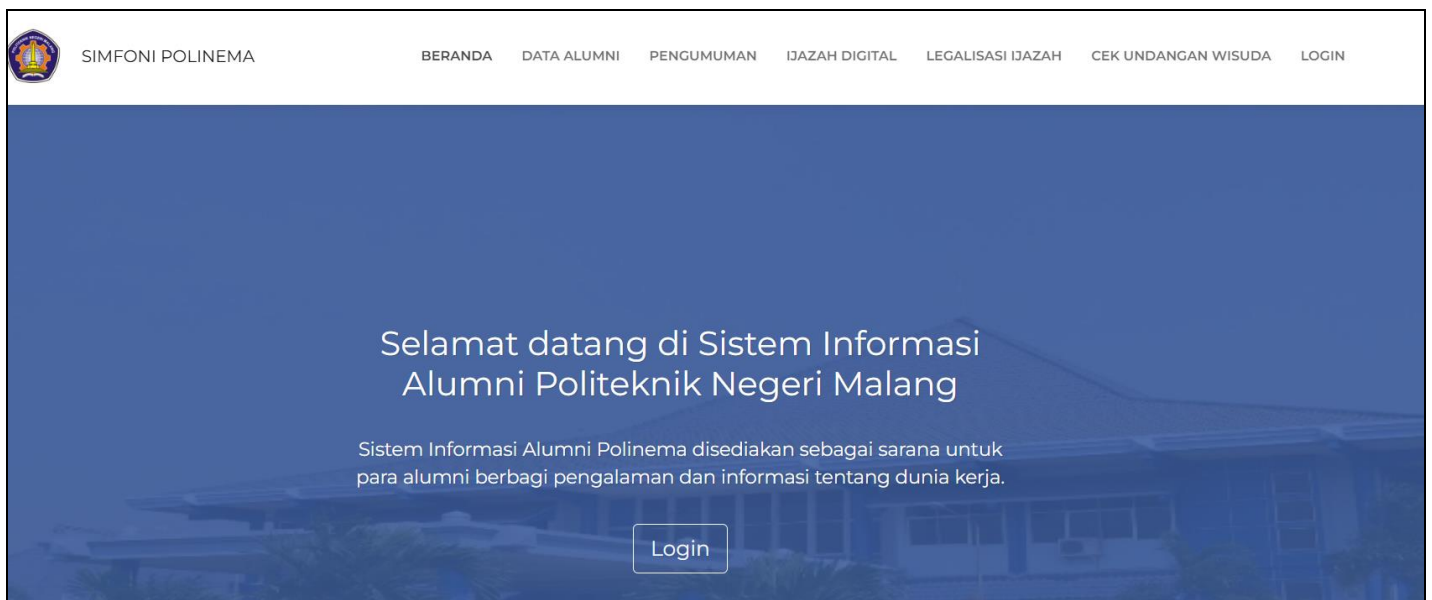 SIMFONI POLINEMA
BERANDA DATA ALUMNI PENGUMUMAN IJAZAH DIGITAL LEGALISASI IJAZAH CEK UNDANGAN WISUDA LOGIN
Selamat datang di Sistem Informasi
Alumni Politeknik Negeri Malang
Sistem Informasi Alumni Polinema disediakan sebagai sarana untuk
para alumni berbagi pengalaman dan informasi tentang dunia kerja.
Login